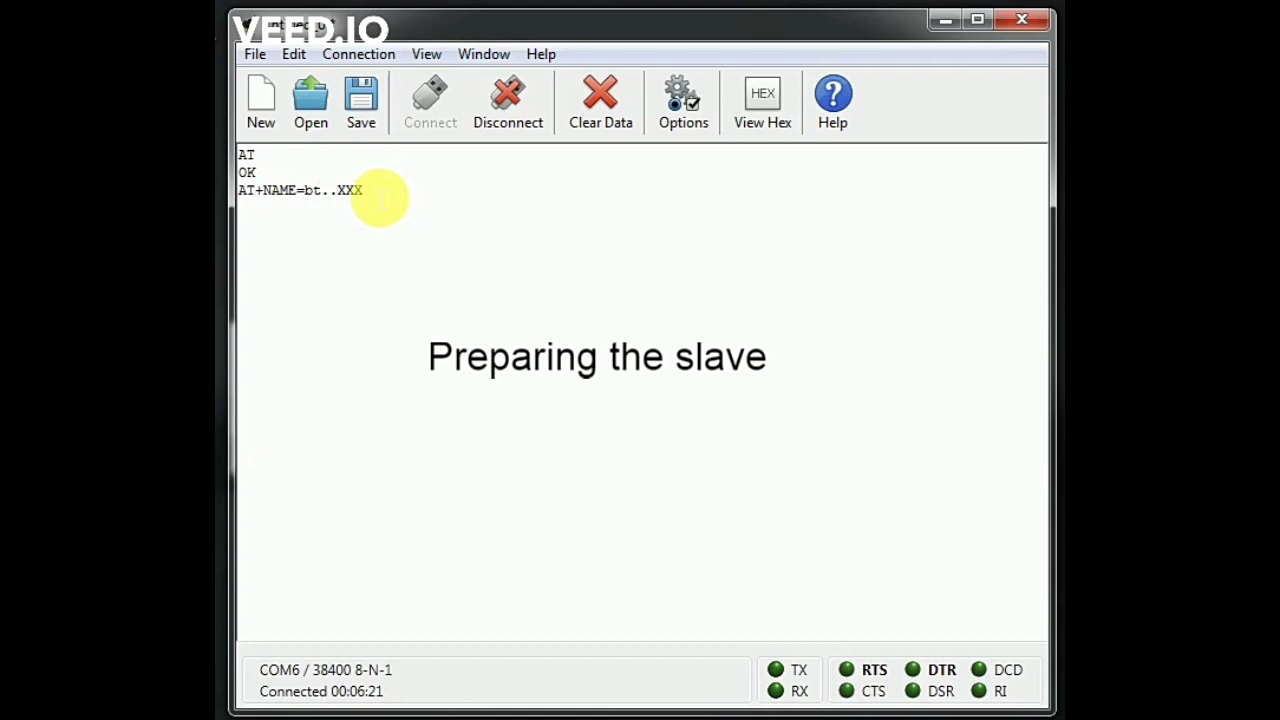 VEED.IO
File Edit Connection View Window Help
New Open Save Connect Disconnect Clear Data Options HEX View Hex ? Help
AT
OK
AT+NAME=bt..XXX
Preparing the slave
COM6 / 38400 8-N-1
Connected 00:06:21
TX RTS DTR DCD
RX CTS DSR RI